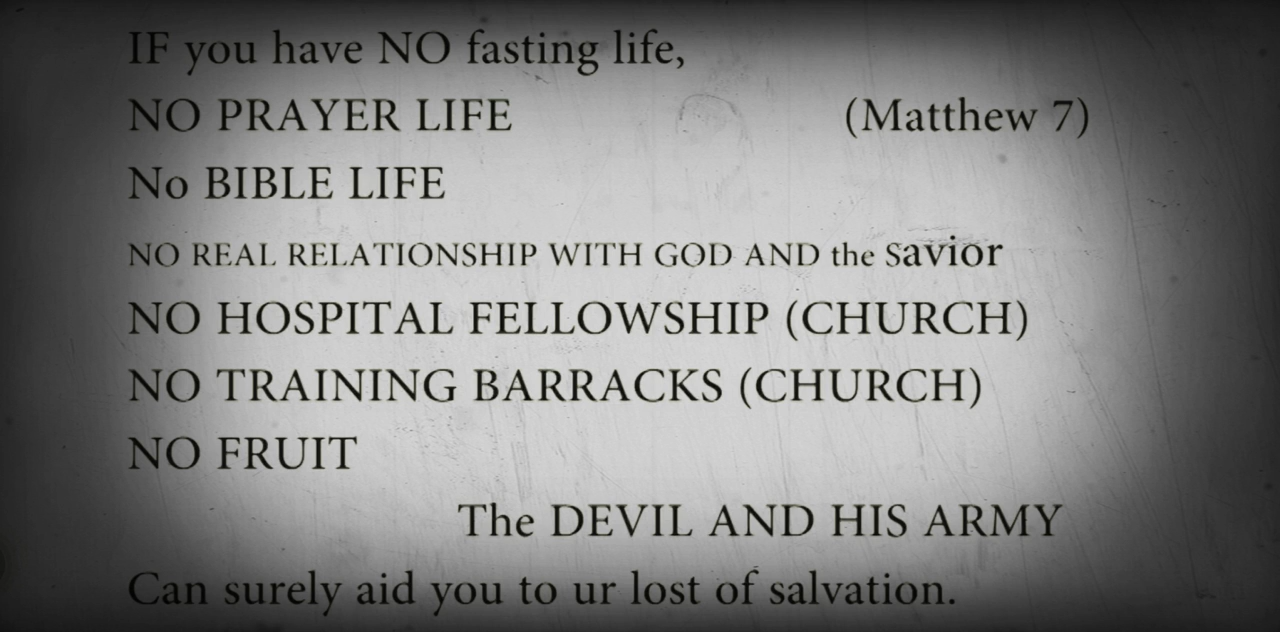 IF you have NO fasting life,
NO PRAYER LIFE (Matthew 7)
No BIBLE LIFE
NO REAL RELATIONSHIP WITH GOD AND the savior
NO HOSPITAL FELLOWSHIP (CHURCH)
NO TRAINING BARRACKS (CHURCH)
NO FRUIT
The DEVIL AND HIS ARMY
Can surely aid you to ur lost of salvation.